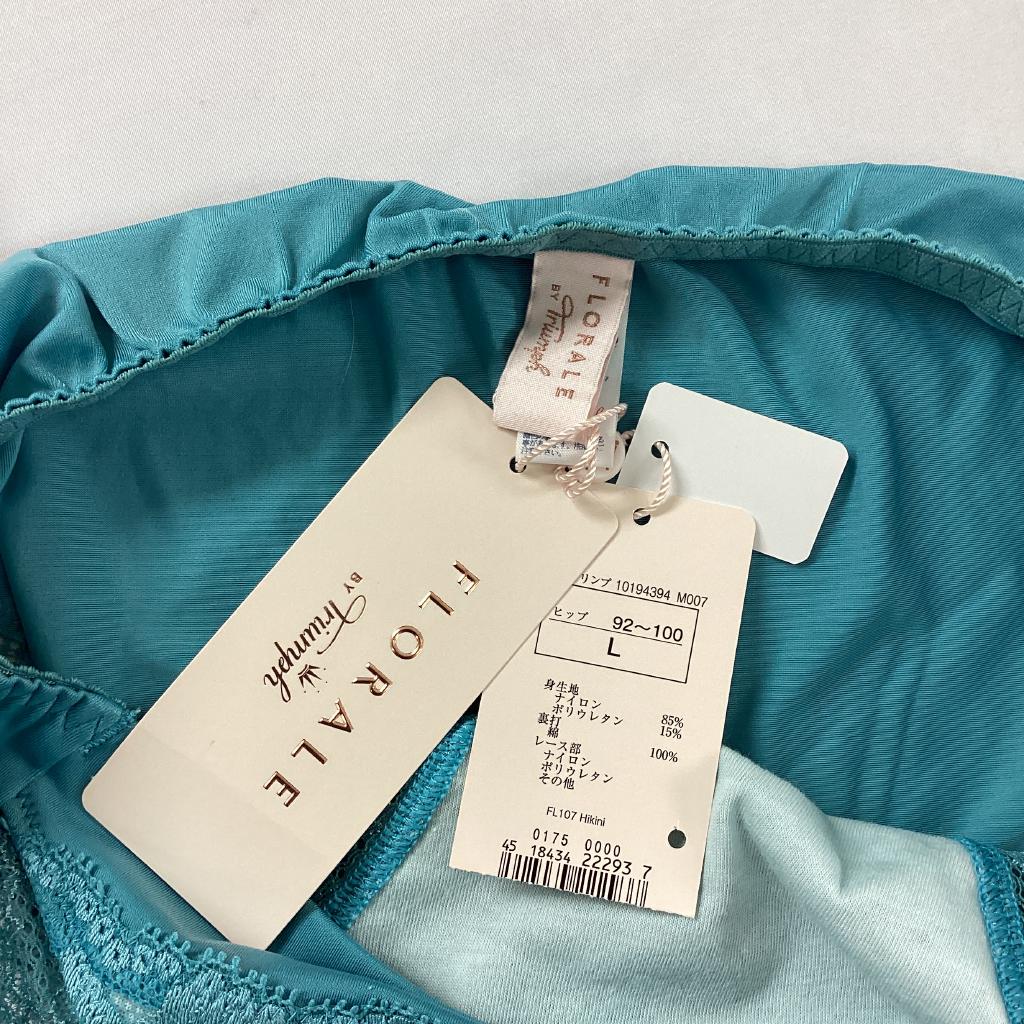 FLORALE
BY Triumph
FLORALE
BY Triumph
リンプ 10194394 M007
ヒップ 92～100
L
身生地
ナイロン 85%
ポリウレタン 15%
裏打
綿 100%
レース部
ナイロン
ポリウレタン
その他
FL107 Hikini
0175 0000
45 18434 22293 7